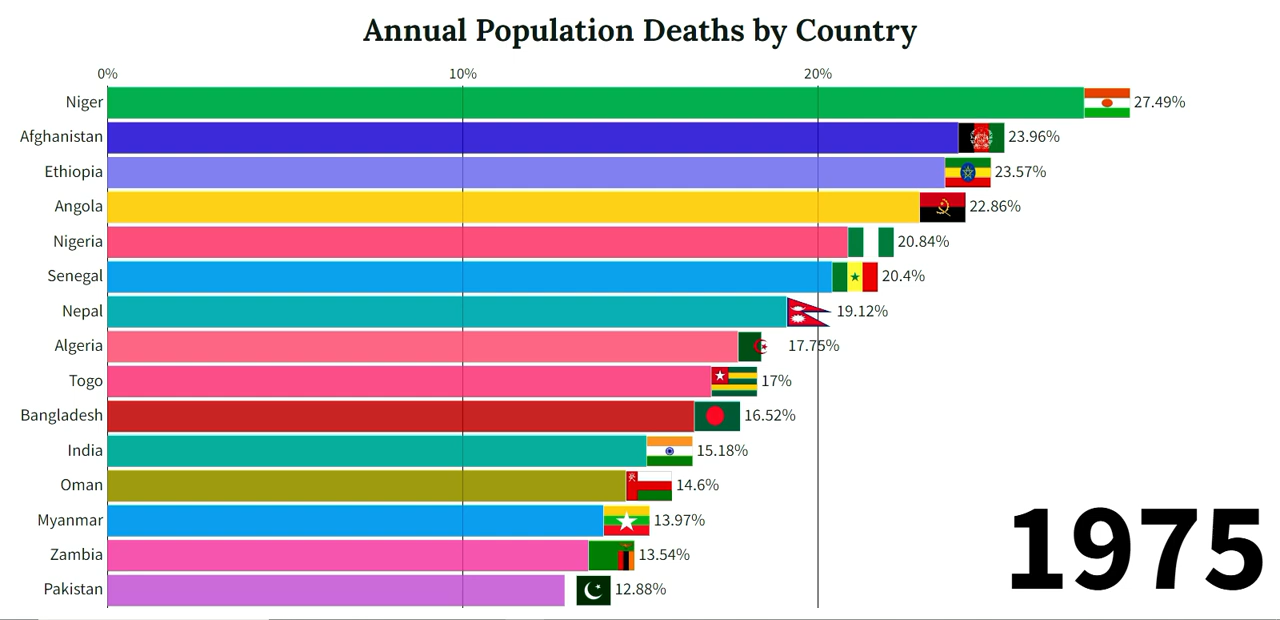 Annual Population Deaths by Country
0% 10% 20%
Niger 27.49%
Afghanistan 23.96%
Ethiopia 23.57%
Angola 22.86%
Nigeria 20.84%
Senegal 20.4%
Nepal 19.12%
Algeria 17.75%
Togo 17%
Bangladesh 16.52%
India 15.18%
Oman 14.6%
Myanmar 13.97%
Zambia 13.54%
Pakistan 12.88%
1975